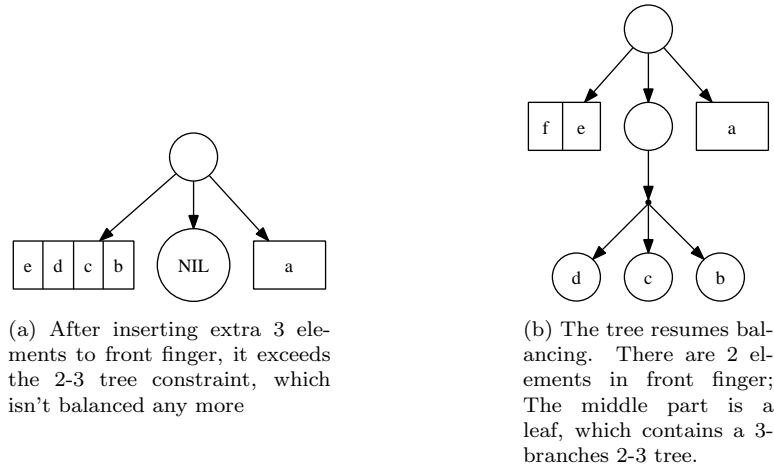 e d c b
NIL
a
(a) After inserting extra 3 ele-
ments to front finger, it exceeds
the 2-3 tree constraint, which
isn't balanced any more
f e
a
d
c
b
(b) The tree resumes bal-
ancing. There are 2 el-
ements in front finger;
The middle part is a
leaf, which contains a 3-
branches 2-3 tree.